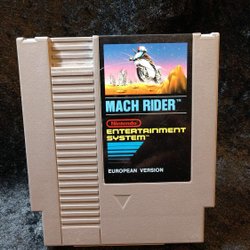 MACH RIDER™
Nintendo
ENTERTAINMENT
SYSTEM™
EUROPEAN VERSION